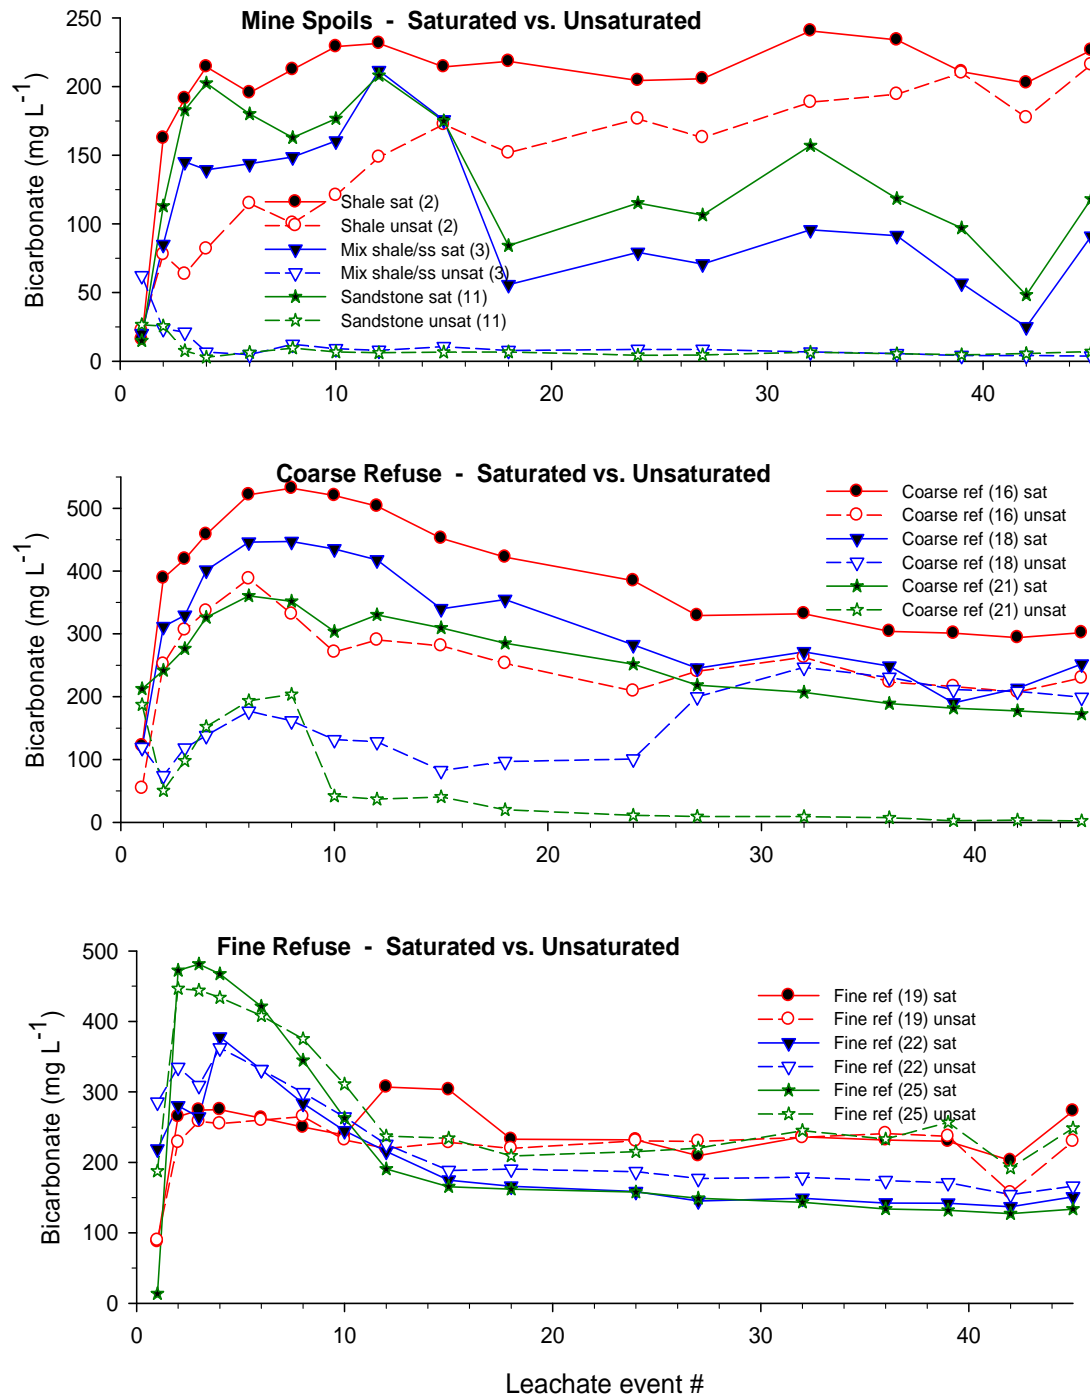 Mine Spoils - Saturated vs. Unsaturated
Bicarbonate (mg L-1)
250
200
150
100
50
0
Shale sat (2)
Shale unsat (2)
Mix shale/ss sat (3)
Mix shale/ss unsat (3)
Sandstone sat (11)
Sandstone unsat (11)
0 10 20 30 40
Coarse Refuse - Saturated vs. Unsaturated
Bicarbonate (mg L-1)
500
400
300
200
100
0
Coarse ref (16) sat
Coarse ref (16) unsat
Coarse ref (18) sat
Coarse ref (18) unsat
Coarse ref (21) sat
Coarse ref (21) unsat
0 10 20 30 40
Fine Refuse - Saturated vs. Unsaturated
Bicarbonate (mg L-1)
500
400
300
200
100
0
Fine ref (19) sat
Fine ref (19) unsat
Fine ref (22) sat
Fine ref (22) unsat
Fine ref (25) sat
Fine ref (25) unsat
0 10 20 30 40
Leachate event #